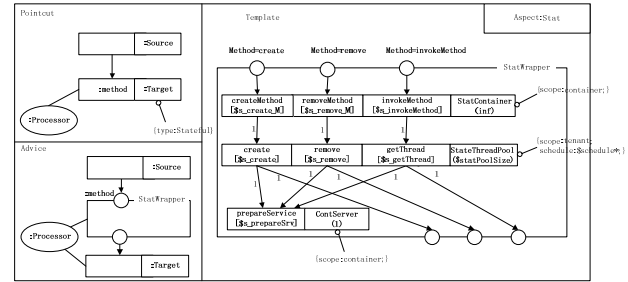 Pointcut
:Source
:method
:Target
:Processor
{type:Stateful}
Advice
:Source
:method
StatWrapper
:Processor
:Target
Template
Aspect:Stat
Method=create
Method=remove
Method=invokeMethod
StatWrapper
createMethod
[$s_create_M]
removeMethod
[$s_remove_M]
invokeMethod
[$s_invokeMethod]
StatContainer
(inf)
{scope:container;}
1
1
1
create
[$s_create]
remove
[$s_remove]
getThread
[$s_getThread]
StateThreadPool
($statPoolSize)
{scope:tenant;
schedule:$schedule*;}
1
1
1
1
1
1
prepareService
[$s_prepareSrv]
ContServer
(1)
{scope:container;}